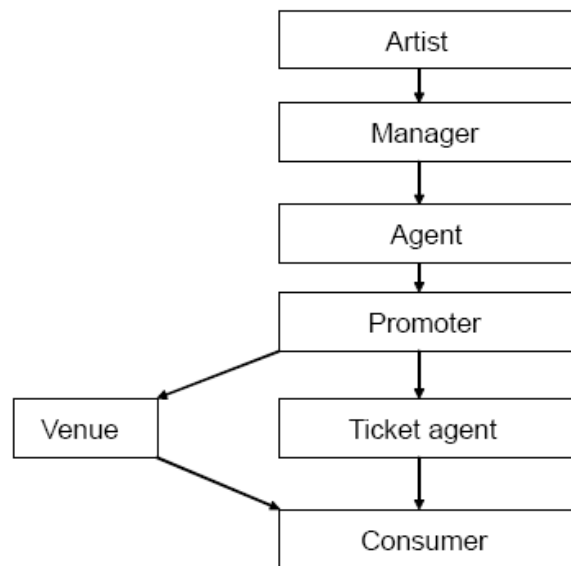 Artist
Manager
Agent
Promoter
Venue
Ticket agent
Consumer